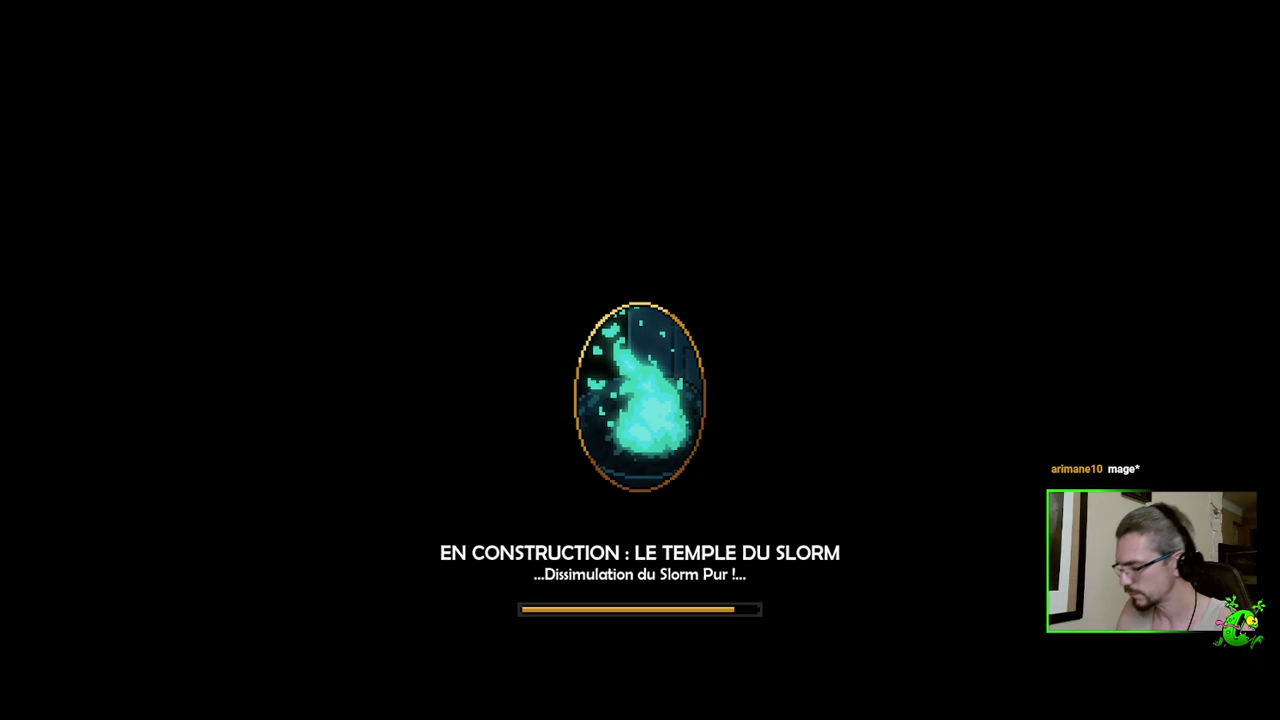 EN CONSTRUCTION : LE TEMPLE DU SLORM
...Dissimulation du Slorm Pur !...
arimane10 mage*